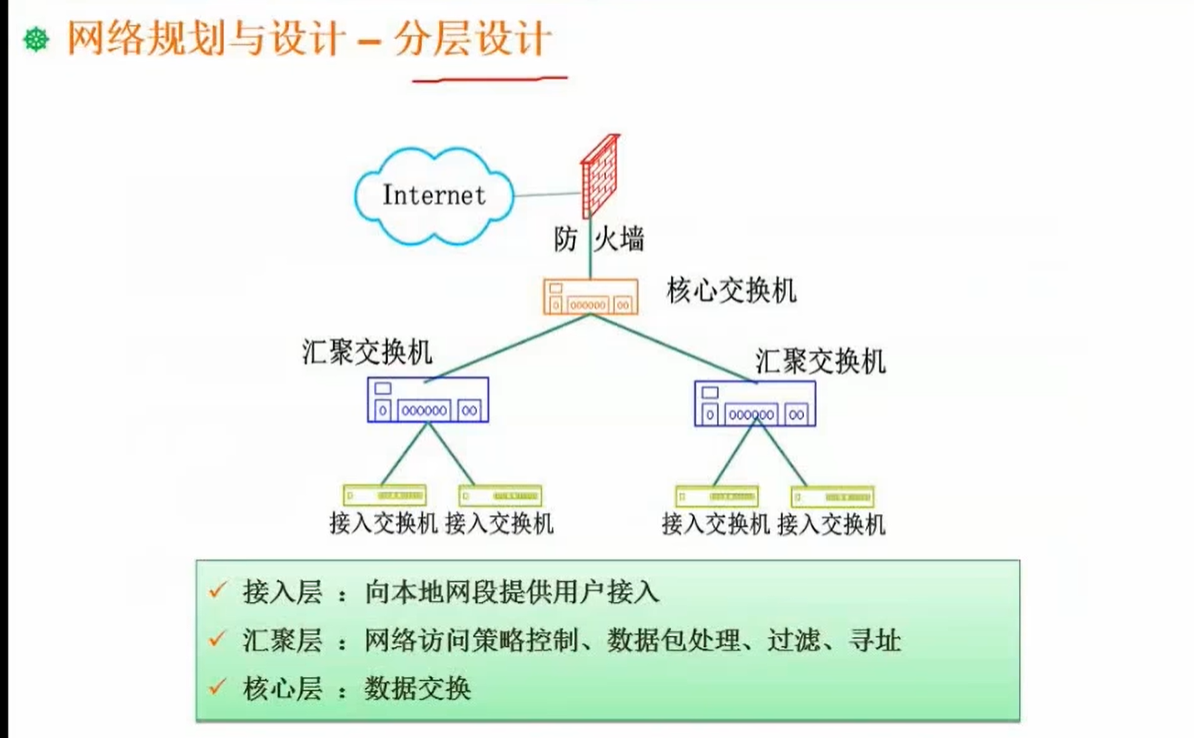 网络规划与设计 – 分层设计
Internet
防火墙
核心交换机
汇聚交换机
汇聚交换机
接入交换机 接入交换机 接入交换机 接入交换机
接入层 ：向本地网段提供用户接入
汇聚层 ：网络访问策略控制、数据包处理、过滤、寻址
核心层 ：数据交换